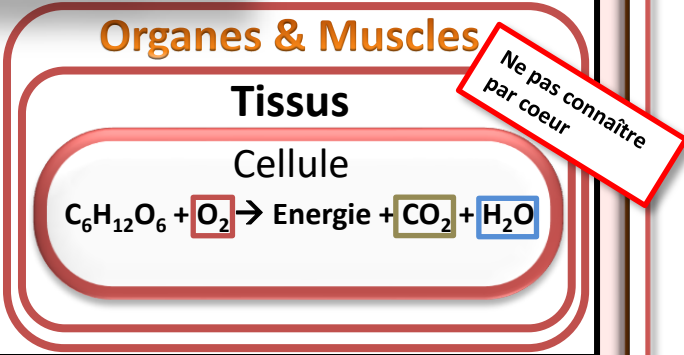 Organes & Muscles
Ne pas connaître
par coeur
Tissus
Cellule
C₆H₁₂O₆ + O₂ → Energie + CO₂ + H₂O